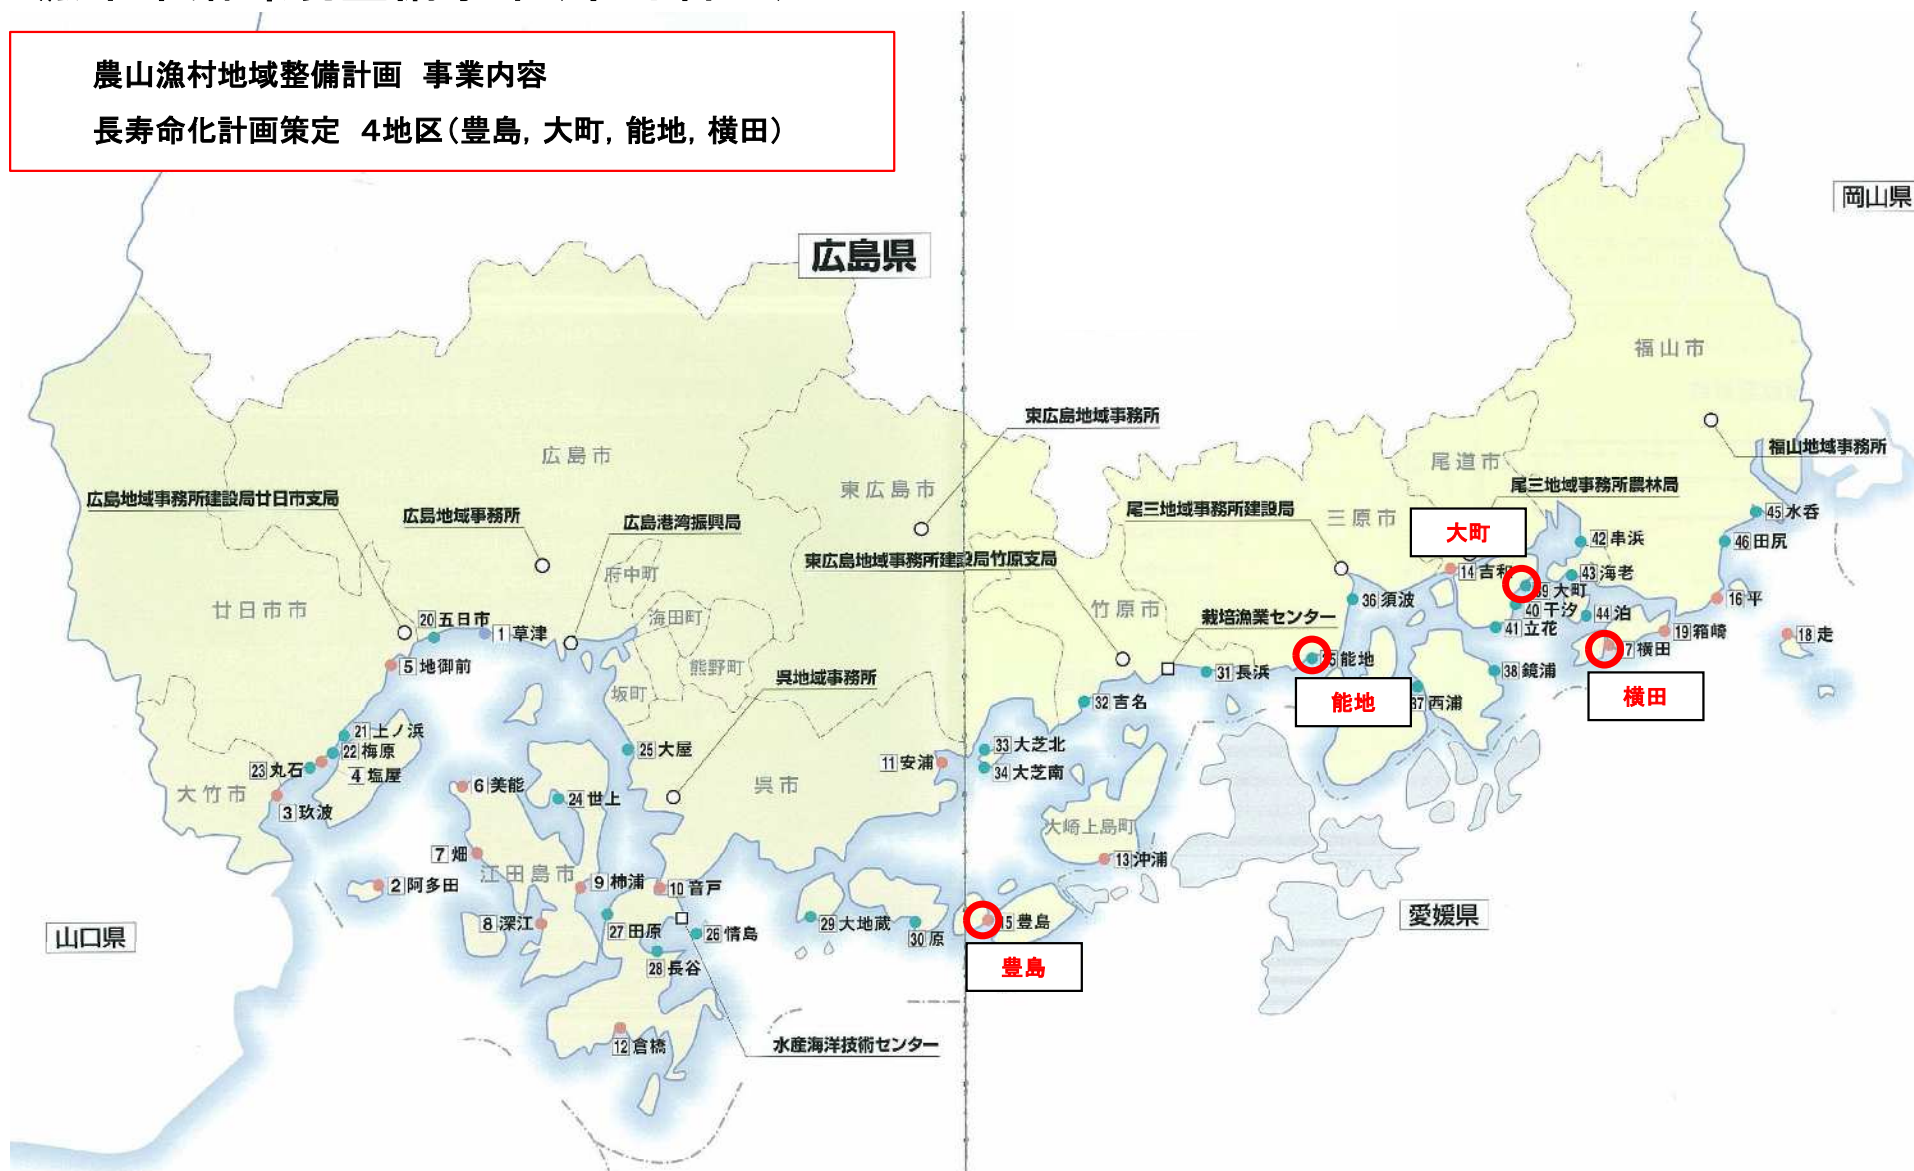 農山漁村地域整備計画 事業内容
長寿命化計画策定 4地区(豊島, 大町, 能地, 横田)
岡山県
広島県
福山市
東広島地域事務所
福山地域事務所
尾道市
広島市
東広島市
広島地域事務所建設局廿日市支局
広島地域事務所
広島港湾振興局
尾三地域事務所建設局
三原市
尾三地域事務所農林局
大町
45 水呑
42 串浜
46 田尻
東広島地域事務所建設局竹原支局
府中町
14 吉和
43 海老
39 大町
廿日市市
海田町
竹原市
栽培漁業センター
36 須波
40 干汐
44 泊
16 平
20 五日市
1 草津
41 立花
19 箱崎
18 走
5 地御前
熊野町
坂町
呉地域事務所
31 長浜
能地
7 横田
38 鏡浦
能地
37 西浦
横田
32 吉名
21 上ノ浜
22 梅原
23 丸石
4 塩屋
25 大屋
11 安浦
33 大芝北
34 大芝南
大竹市
3 玖波
6 美能
24 世上
呉市
大崎上島町
7 畑
江田島市
13 沖浦
2 阿多田
9 柿浦
10 音戸
8 深江
27 田原
26 情島
29 大地蔵
30 原
15 豊島
愛媛県
山口県
28 長谷
豊島
12 倉橋
水産海洋技術センター